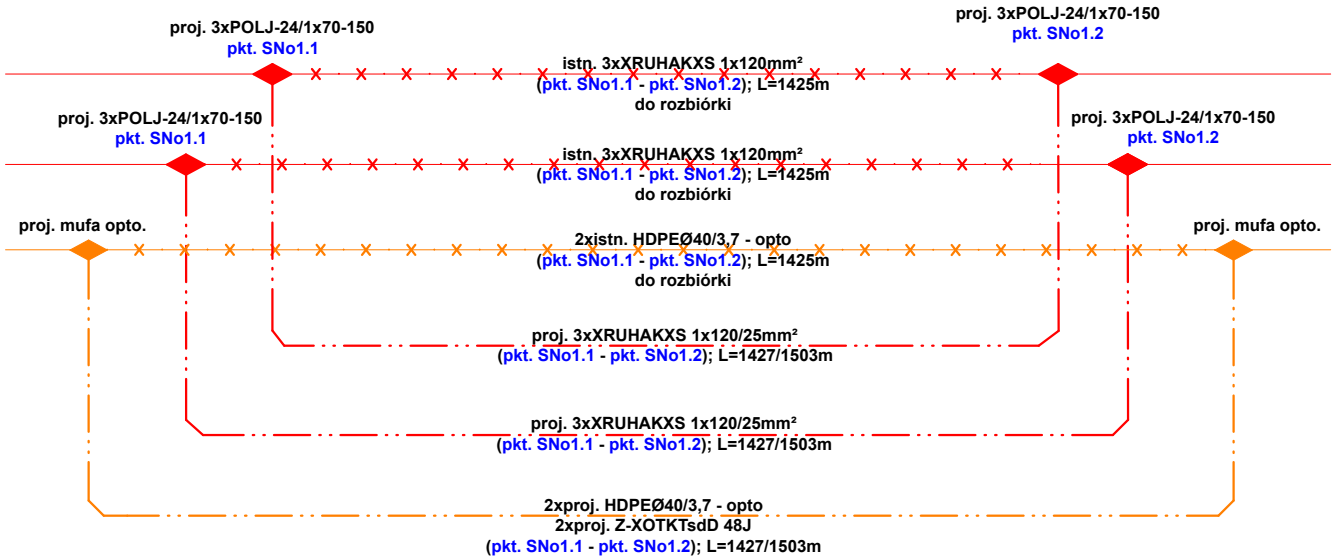 proj. 3xPOLJ-24/1x70-150
pkt. SNo1.1
proj. 3xPOLJ-24/1x70-150
pkt. SNo1.2
istn. 3xXRUHAKXS 1x120mm²
(pkt. SNo1.1 - pkt. SNo1.2); L=1425m
do rozbiórki
proj. 3xPOLJ-24/1x70-150
pkt. SNo1.1
proj. 3xPOLJ-24/1x70-150
pkt. SNo1.2
istn. 3xXRUHAKXS 1x120mm²
(pkt. SNo1.1 - pkt. SNo1.2); L=1425m
do rozbiórki
proj. mufa opto.
proj. mufa opto.
2xistn. HDPEØ40/3,7 - opto
(pkt. SNo1.1 - pkt. SNo1.2); L=1425m
do rozbiórki
proj. 3xXRUHAKXS 1x120/25mm²
(pkt. SNo1.1 - pkt. SNo1.2); L=1427/1503m
proj. 3xXRUHAKXS 1x120/25mm²
(pkt. SNo1.1 - pkt. SNo1.2); L=1427/1503m
2xproj. HDPEØ40/3,7 - opto
2xproj. Z-XOTKTsdD 48J
(pkt. SNo1.1 - pkt. SNo1.2); L=1427/1503m